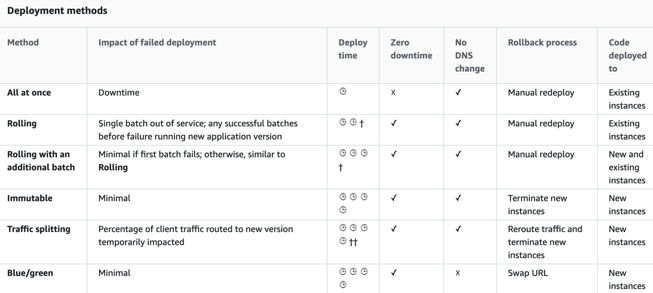 Deployment methods
Method Impact of failed deployment Deploy time Zero downtime No DNS change Rollback process Code deployed to
All at once Downtime x ✓ Manual redeploy Existing instances
Rolling Single batch out of service; any successful batches before failure running new application version † ✓ ✓ Manual redeploy Existing instances
Rolling with an additional batch Minimal if first batch fails; otherwise, similar to Rolling † ✓ ✓ Manual redeploy New and existing instances
Immutable Minimal ✓ ✓ Terminate new instances New instances
Traffic splitting Percentage of client traffic routed to new version temporarily impacted †† ✓ ✓ Reroute traffic and terminate new instances New instances
Blue/green Minimal ✓ x Swap URL New instances